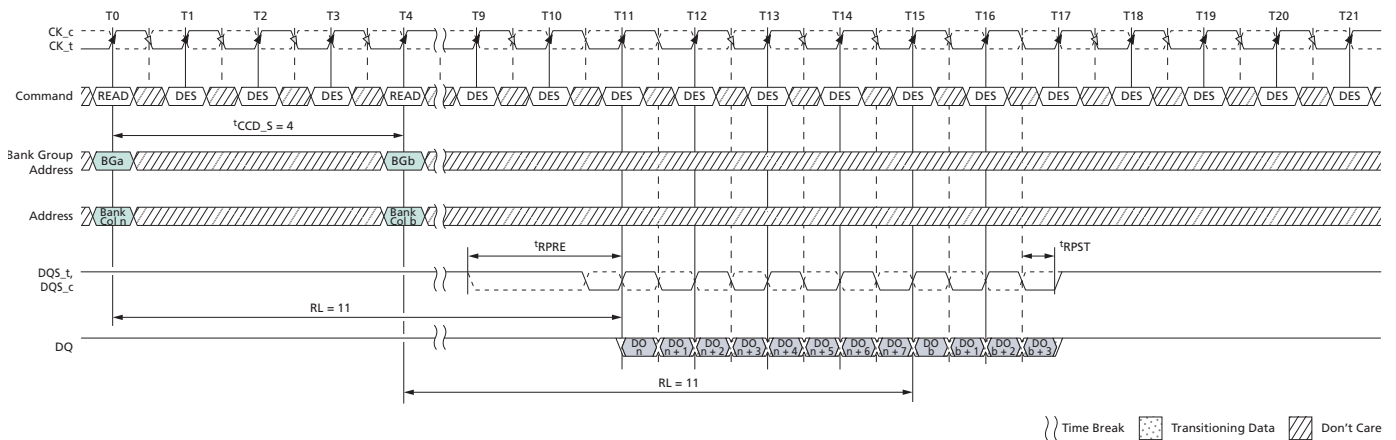 T0 T1 T2 T3 T4 T9 T10 T11 T12 T13 T14 T15 T16 T17 T18 T19 T20 T21
CK_c
CK_t
Command READ DES DES DES READ DES DES DES DES DES DES DES DES DES DES DES DES DES
tCCD_S = 4
Bank Group
Address BGa BGb
Address Bank Col n Bank Col b
tRPRE tRPST
DQS_t,
DQS_c
RL = 11
DQ DO n DO n + 1 DO n + 2 DO n + 3 DO n + 4 DO n + 5 DO n + 6 DO n + 7 DO b DO b + 1 DO b + 2 DO b + 3
RL = 11
Time Break Transitioning Data Don't Care